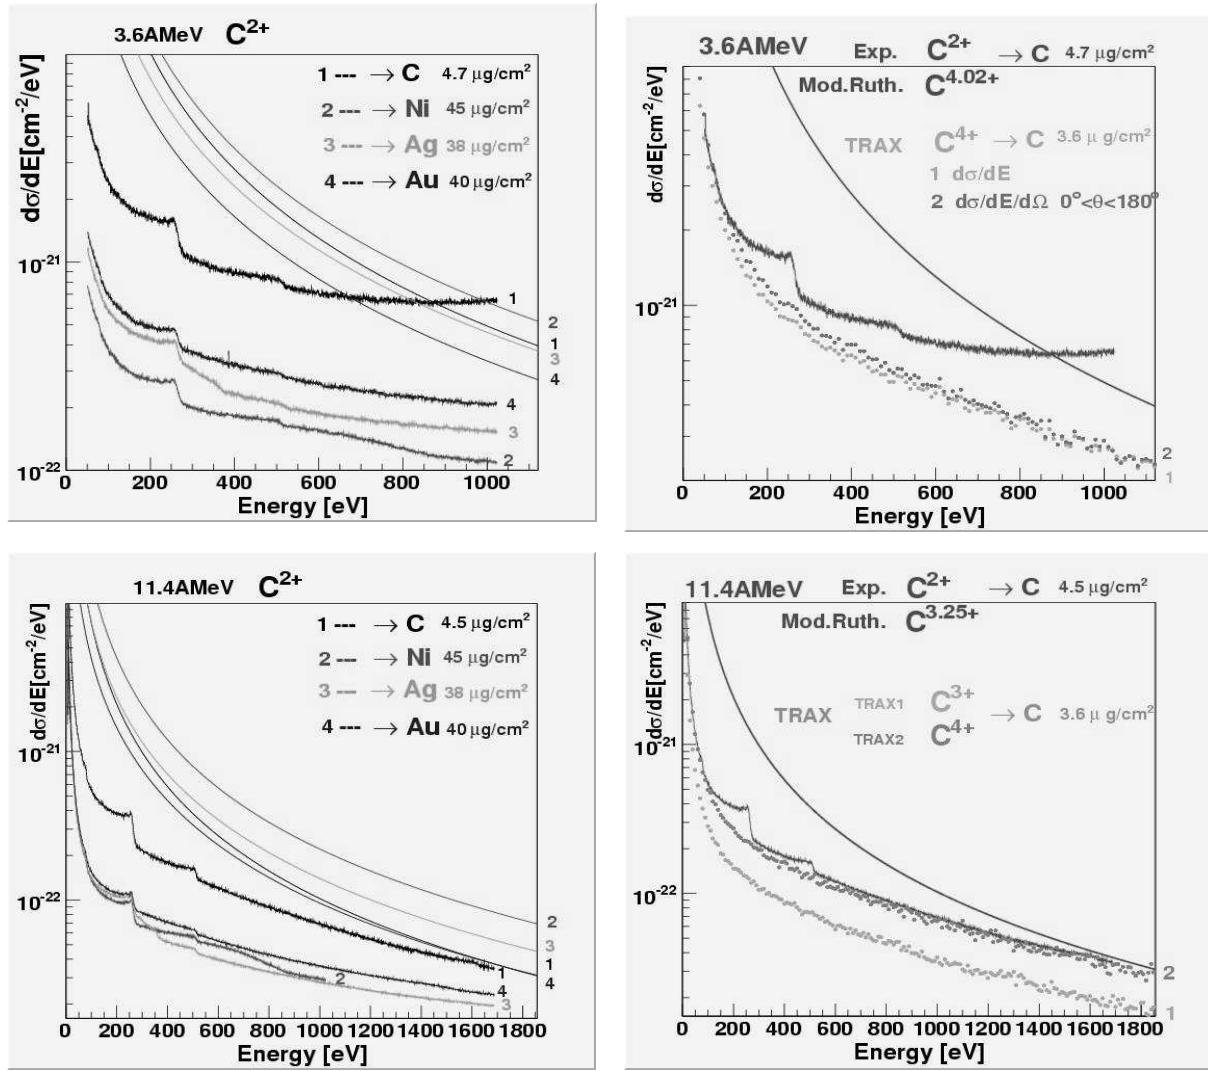 3.6AMeV C2+
1 --- → C 4.7 µg/cm²
2 --- → Ni 45 µg/cm²
3 --- → Ag 38 µg/cm²
4 --- → Au 40 µg/cm²
dσ/dE[cm⁻²/eV]
10⁻²¹
10⁻²²
1
2
1
3
4
4
3
2
0 200 400 600 800 1000
Energy [eV]
3.6AMeV Exp. C²⁺ → C 4.7 µg/cm²
Mod.Ruth. C⁴·⁰²⁺
TRAX C⁴⁺ → C 3.6 µ g/cm²
1 dσ/dE
2 dσ/dE/dΩ 0°<θ<180°
dσ/dE[cm⁻²/eV]
10⁻²¹
2
1
0 200 400 600 800 1000
Energy [eV]
11.4AMeV C²⁺
1 --- → C 4.5 µg/cm²
2 --- → Ni 45 µg/cm²
3 --- → Ag 38 µg/cm²
4 --- → Au 40 µg/cm²
dσ/dE[cm⁻²/eV]
10⁻²¹
10⁻²²
2
3
1
4
1
2
4
3
0 200 400 600 800 1000 1200 1400 1600 1800
Energy [eV]
11.4AMeV Exp. C²⁺ → C 4.5 µg/cm²
Mod.Ruth. C³·²⁵⁺
TRAX
TRAX1 C³⁺
→ C 3.6 µ g/cm²
TRAX2 C⁴⁺
dσ/dE[cm⁻²/eV]
10⁻²¹
10⁻²²
2
1
0 200 400 600 800 1000 1200 1400 1600 1800
Energy [eV]